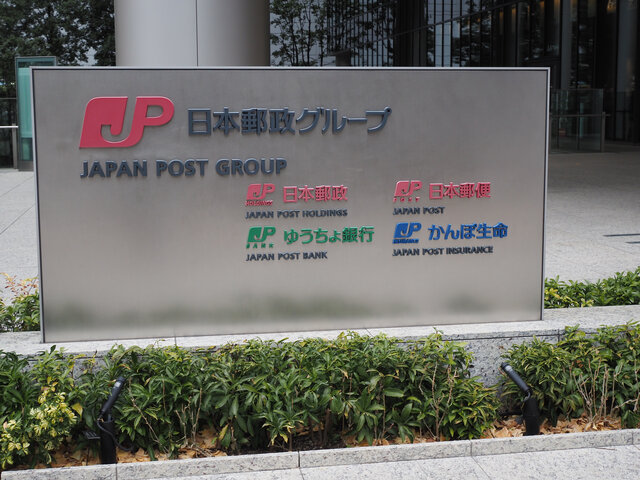 JP 日本郵政グループ
JAPAN POST GROUP
JP 日本郵政
JAPAN POST HOLDINGS
JP 日本郵便
JAPAN POST
JP BANK ゆうちょ銀行
JAPAN POST BANK
JP かんぽ生命
JAPAN POST INSURANCE